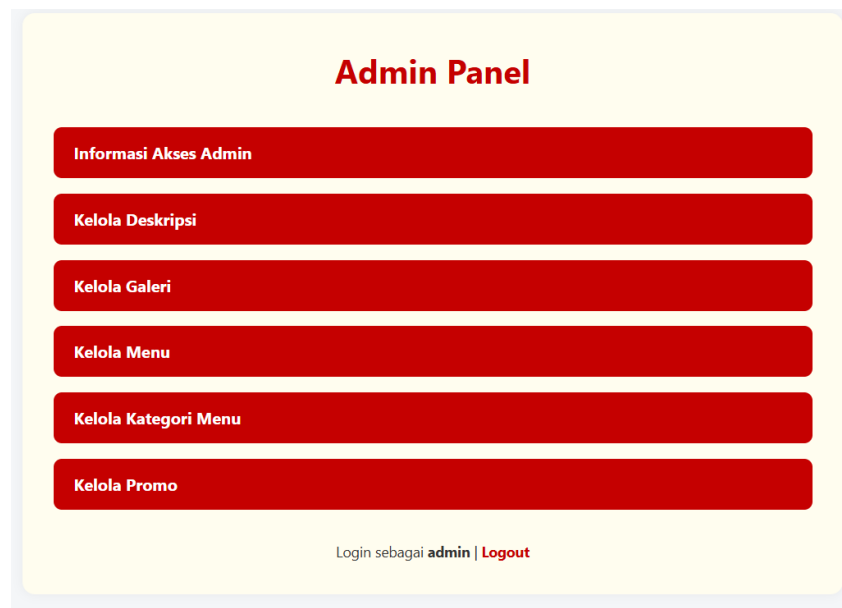 Admin Panel
Informasi Akses Admin
Kelola Deskripsi
Kelola Galeri
Kelola Menu
Kelola Kategori Menu
Kelola Promo
Login sebagai admin | Logout